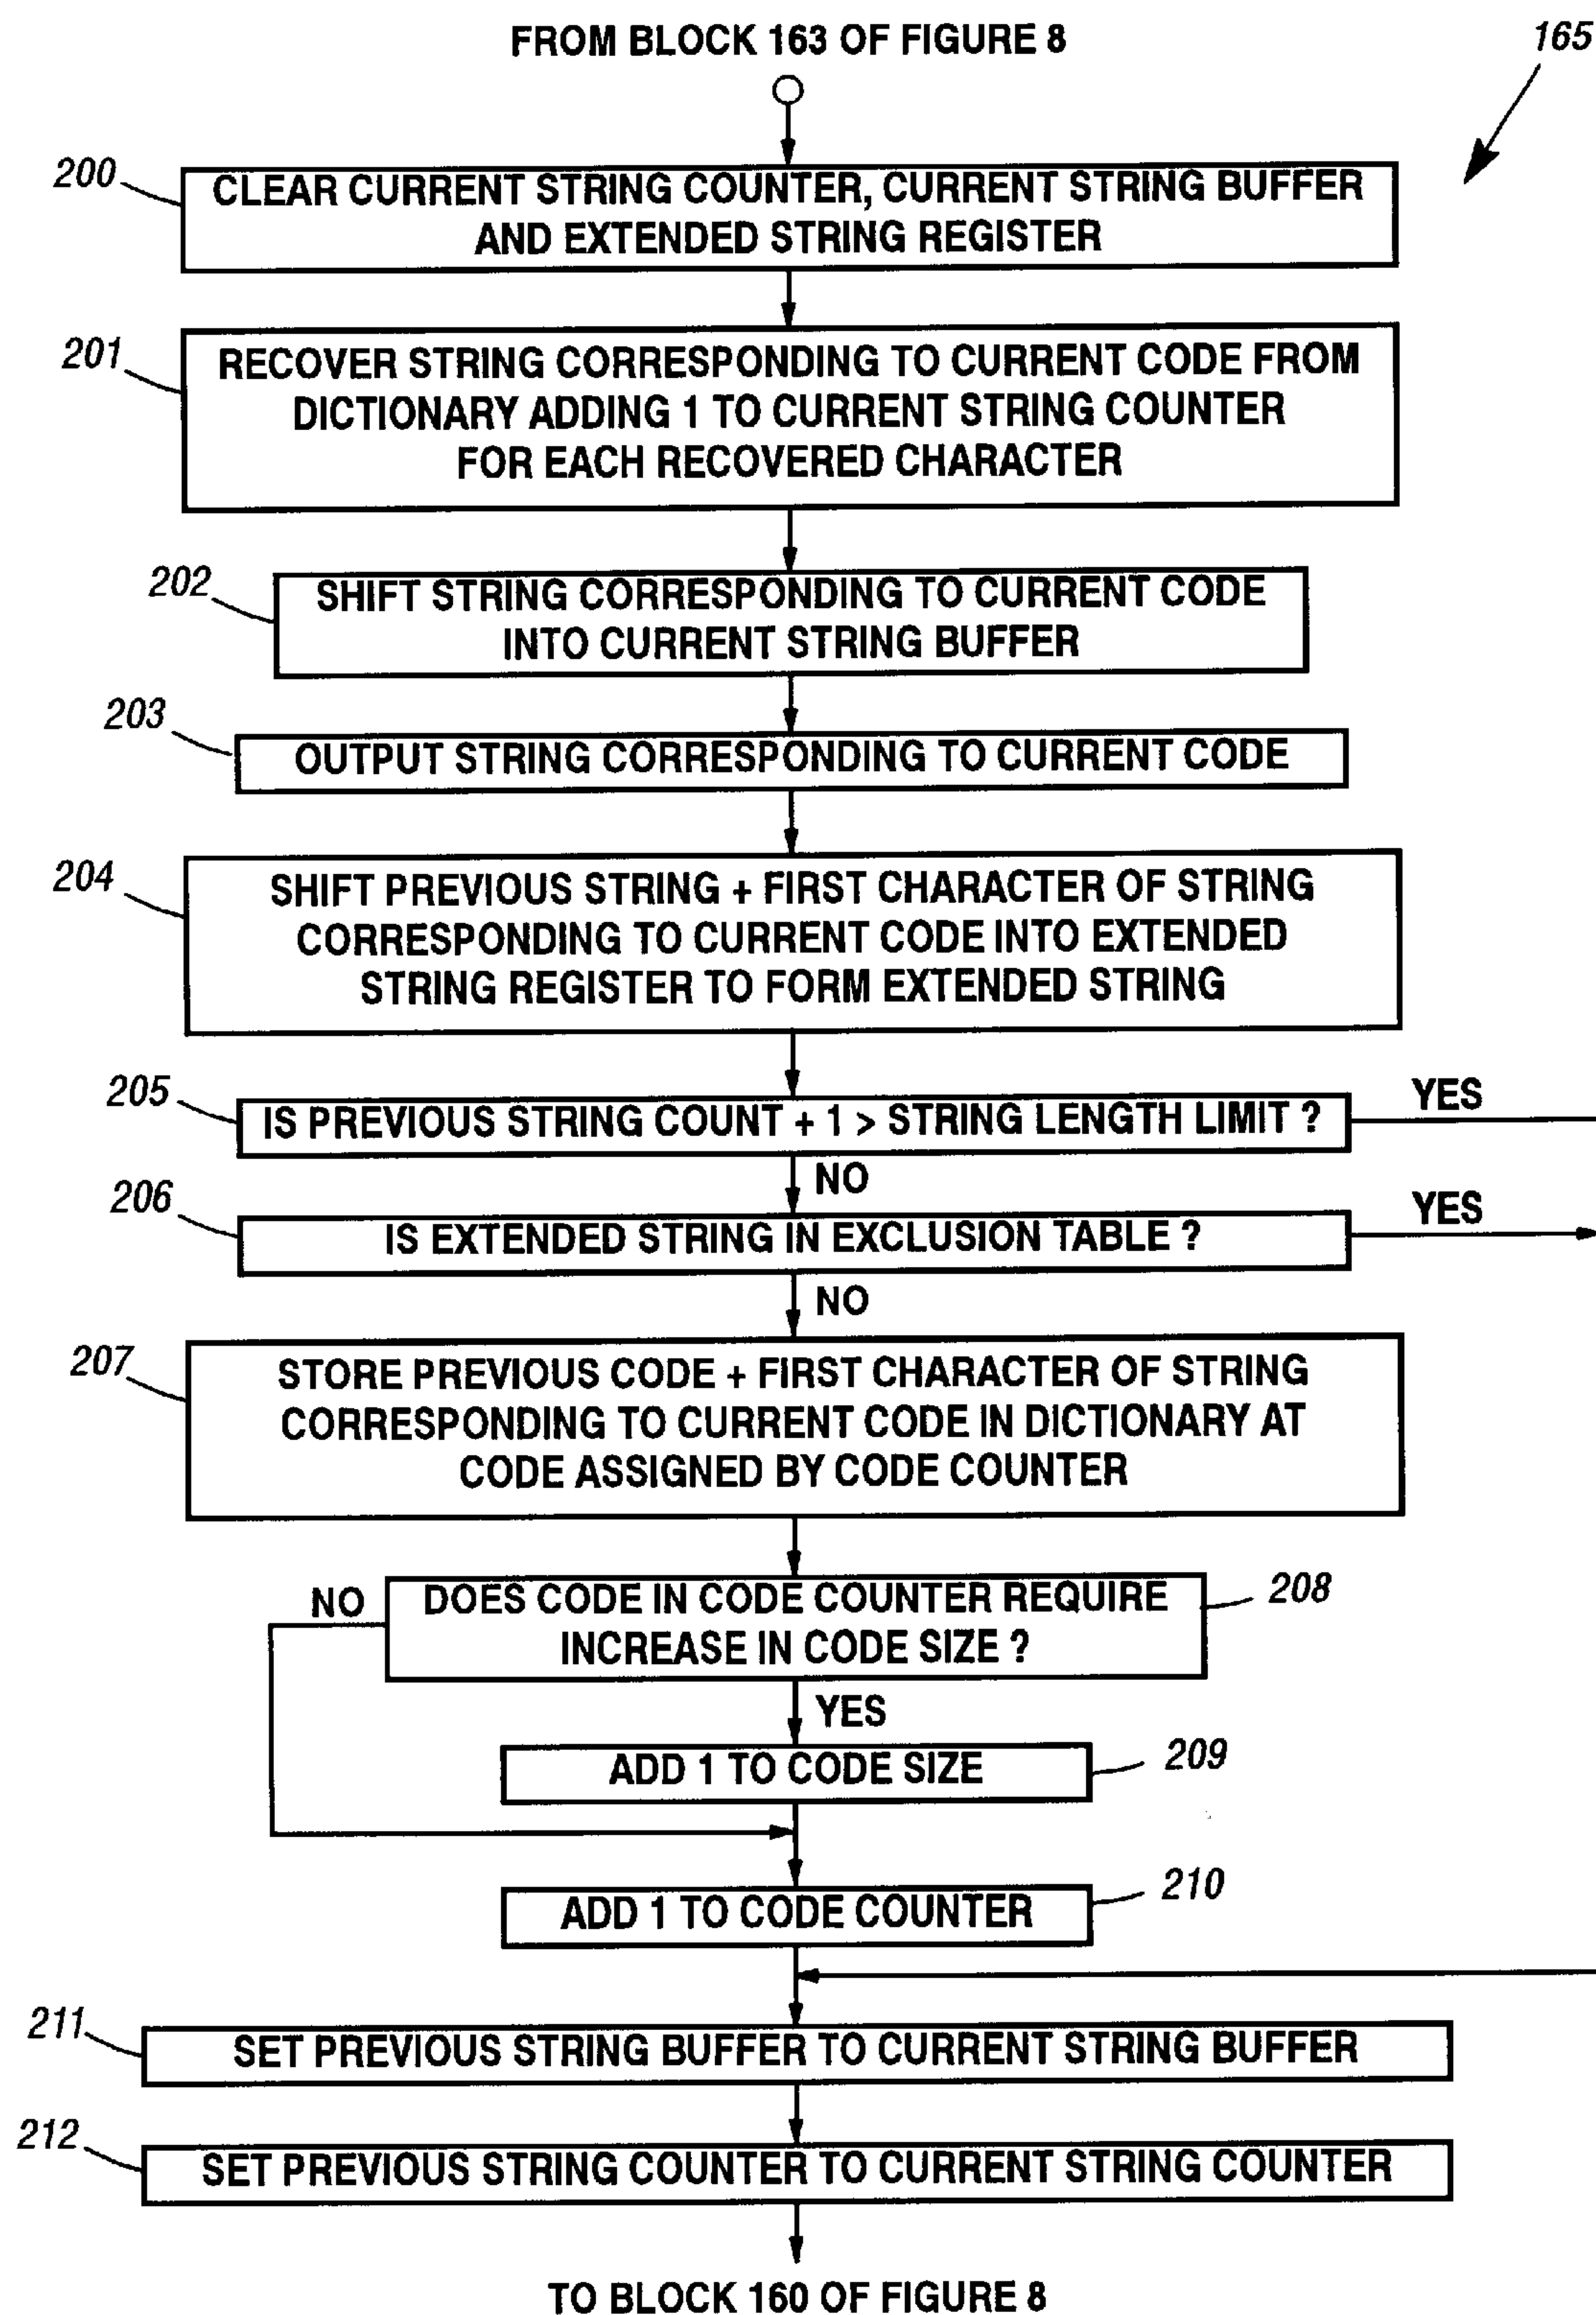 FROM BLOCK 163 OF FIGURE 8
165
200
CLEAR CURRENT STRING COUNTER, CURRENT STRING BUFFER
AND EXTENDED STRING REGISTER
201
RECOVER STRING CORRESPONDING TO CURRENT CODE FROM
DICTIONARY ADDING 1 TO CURRENT STRING COUNTER
FOR EACH RECOVERED CHARACTER
202
SHIFT STRING CORRESPONDING TO CURRENT CODE
INTO CURRENT STRING BUFFER
203
OUTPUT STRING CORRESPONDING TO CURRENT CODE
204
SHIFT PREVIOUS STRING + FIRST CHARACTER OF STRING
CORRESPONDING TO CURRENT CODE INTO EXTENDED
STRING REGISTER TO FORM EXTENDED STRING
205
IS PREVIOUS STRING COUNT + 1 > STRING LENGTH LIMIT ?
YES
NO
206
IS EXTENDED STRING IN EXCLUSION TABLE ?
YES
NO
207
STORE PREVIOUS CODE + FIRST CHARACTER OF STRING
CORRESPONDING TO CURRENT CODE IN DICTIONARY AT
CODE ASSIGNED BY CODE COUNTER
NO
DOES CODE IN CODE COUNTER REQUIRE
INCREASE IN CODE SIZE ?
208
YES
ADD 1 TO CODE SIZE
209
ADD 1 TO CODE COUNTER
210
211
SET PREVIOUS STRING BUFFER TO CURRENT STRING BUFFER
212
SET PREVIOUS STRING COUNTER TO CURRENT STRING COUNTER
TO BLOCK 160 OF FIGURE 8